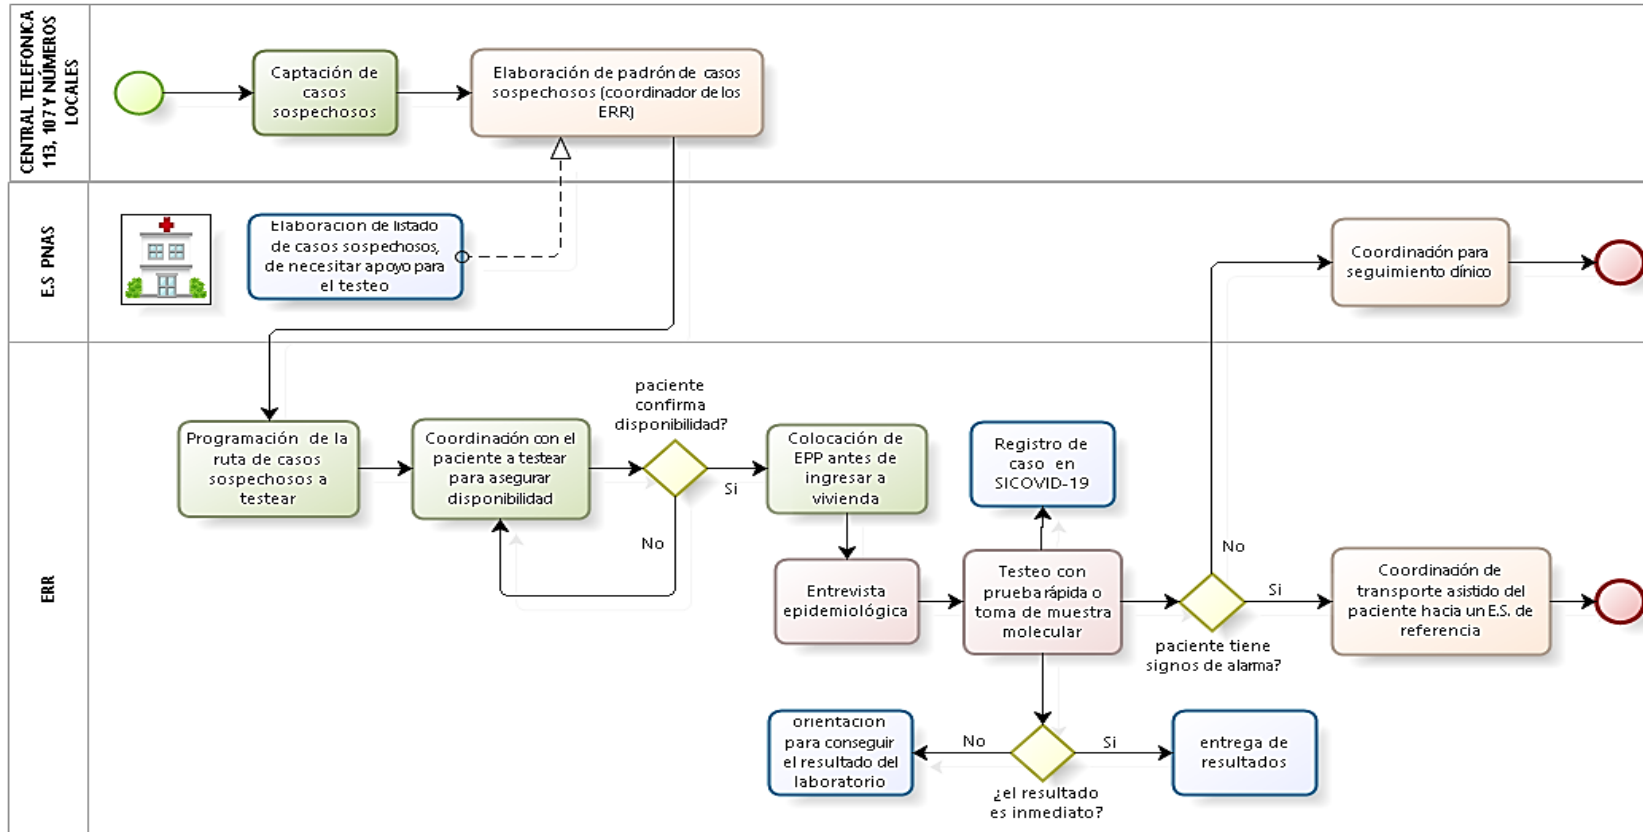 CENTRAL TELEFONICA
113, 107 Y NÚMEROS
LOCALES
Captación de
casos
sospechosos
Elaboración de padrón de casos
sospechosos (coordinador de los
ERR)
E.S PNAS
Elaboración de listado
de casos sospechosos,
de necesitar apoyo para
el testeo
Coordinación para
seguimiento clínico
ERR
Programación de la
ruta de casos
sospechosos a
testear
Coordinación con el
paciente a testear
para asegurar
disponibilidad
paciente
confirma
disponibilidad?
Si
No
Colocación de
EPP antes de
ingresar a
vivienda
Registro de
caso en
SICOVID-19
Entrevista
epidemiológica
Testeo con
prueba rápida o
toma de muestra
molecular
No
Si
paciente tiene
signos de alarma?
Coordinación de
transporte asistido del
paciente hacia un E.S. de
referencia
orientación
para conseguir
el resultado del
laboratorio
No
Si
¿el resultado
es inmediato?
entrega de
resultados